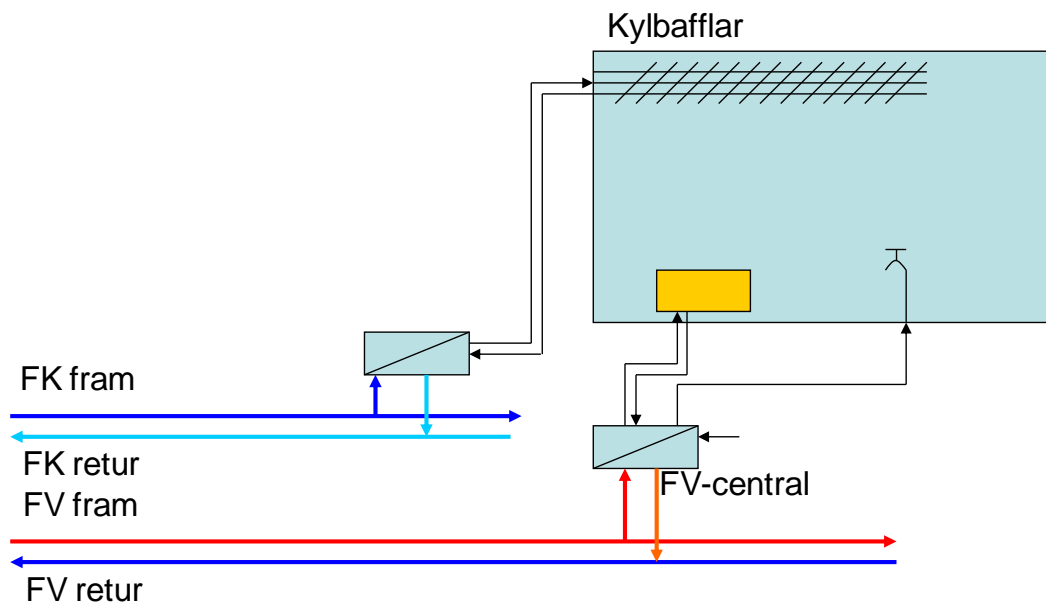 Kylbafflar
FK fram
FK retur
FV-central
FV fram
FV retur